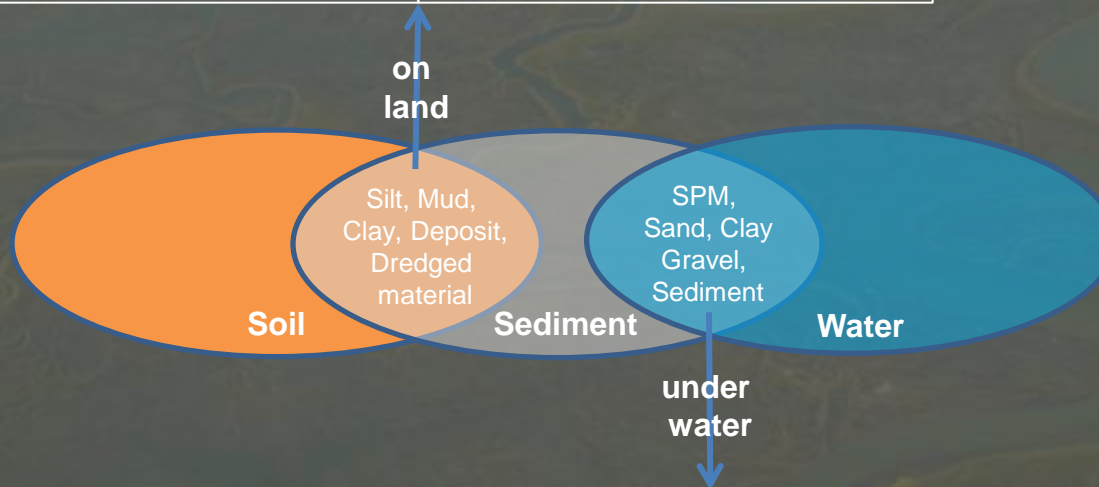 on
land
Silt, Mud,
Clay, Deposit,
Dredged
material
SPM,
Sand, Clay
Gravel,
Sediment
Soil
Sediment
Water
under
water